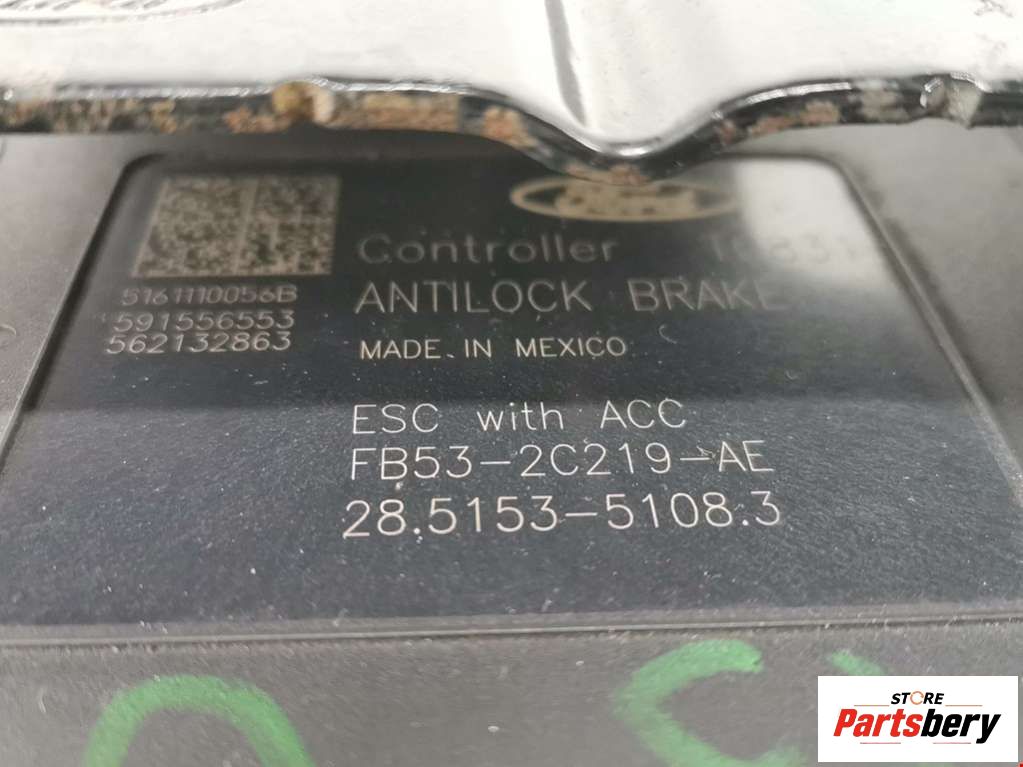 Controller
5161110056B
ANTILOCK BRAKE
591556553
562132863
MADE IN MEXICO
ESC with ACC
FB53-2C219-AE
28.5153-5108.3
STORE
Partsbery